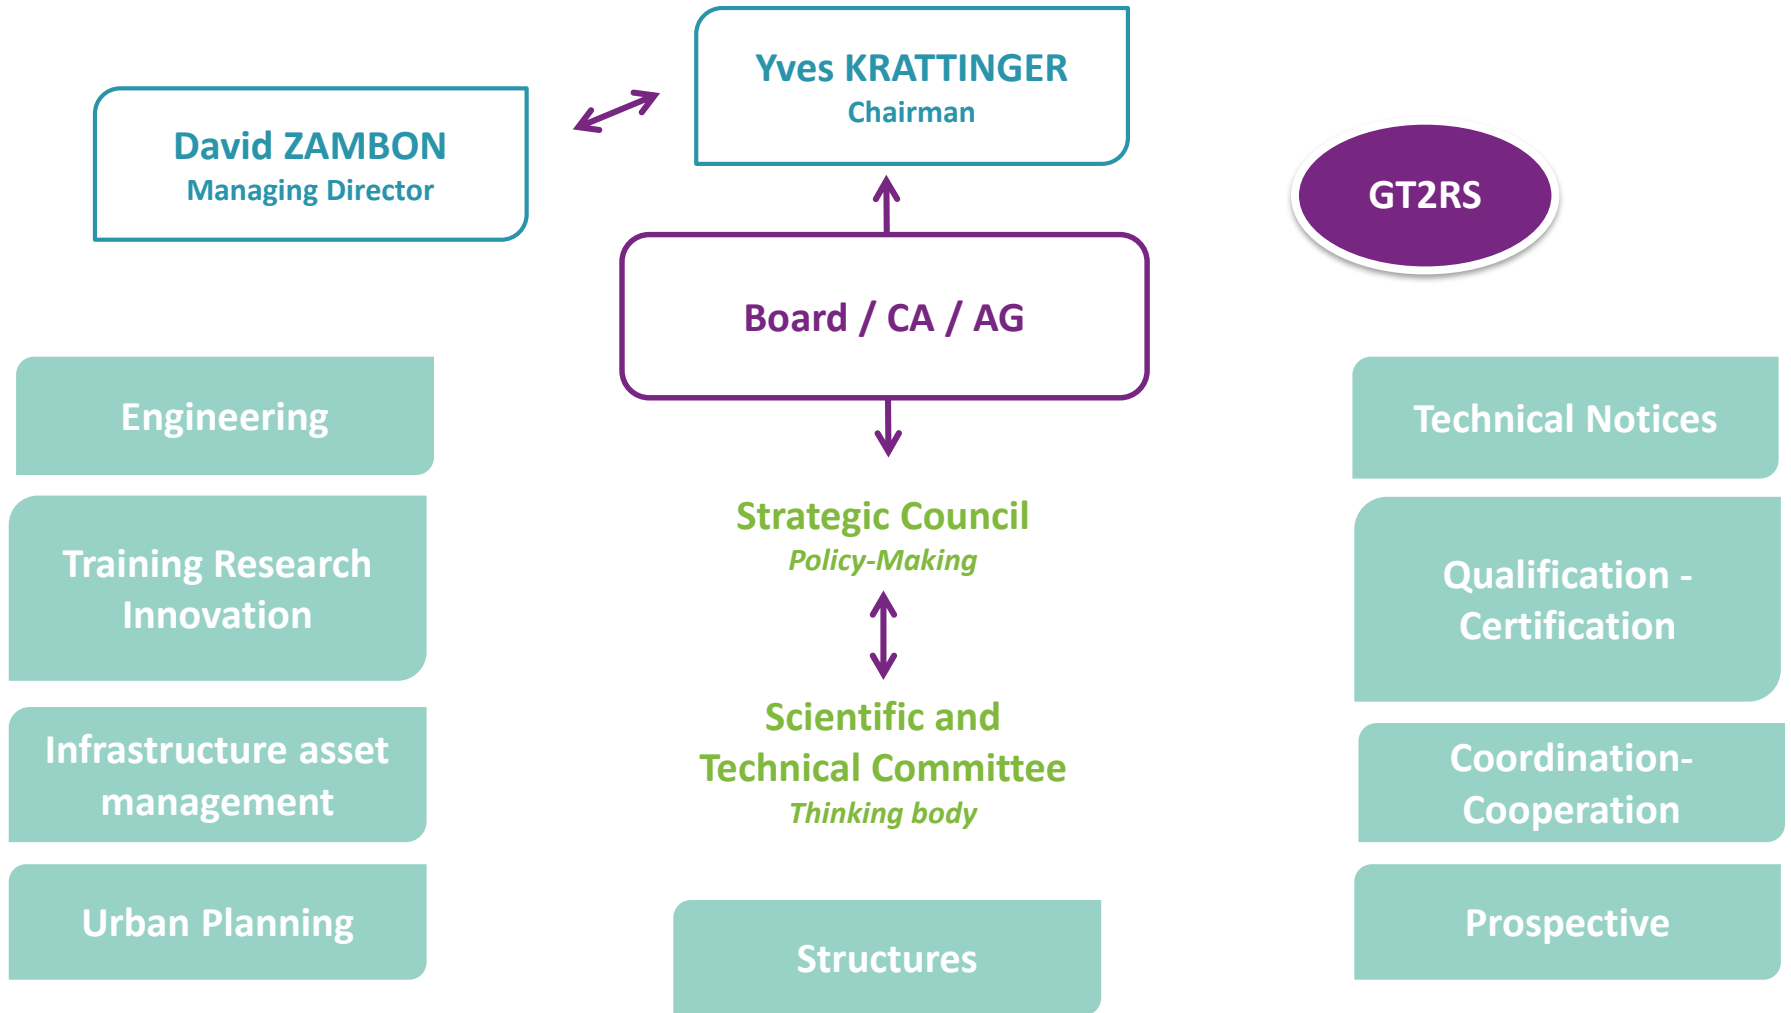 Yves KRATTINGER
Chairman
David ZAMBON
Managing Director
GT2RS
Board / CA / AG
Engineering
Training Research
Innovation
Infrastructure asset
management
Urban Planning
Strategic Council
Policy-Making
Scientific and
Technical Committee
Thinking body
Structures
Technical Notices
Qualification -
Certification
Coordination-
Cooperation
Prospective